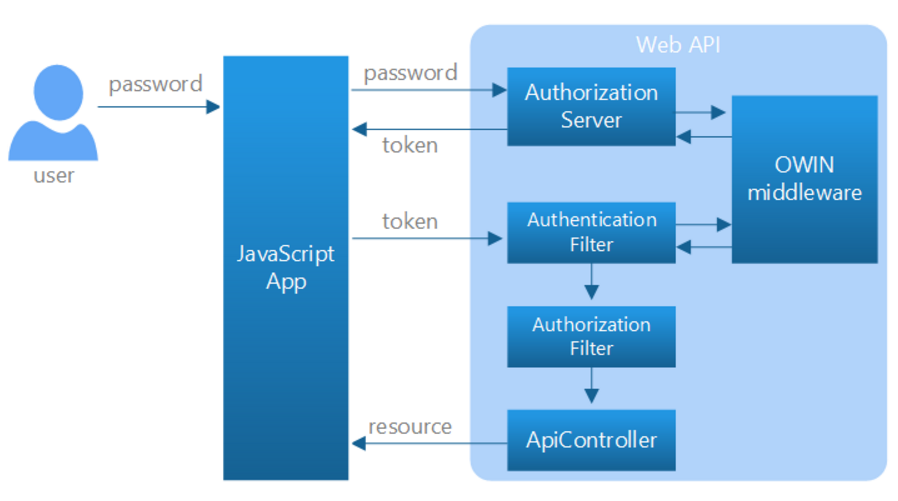 Web API
password
user
JavaScript
App
password
token
Authorization
Server
OWIN
middleware
token
Authentication
Filter
Authorization
Filter
resource
ApiController